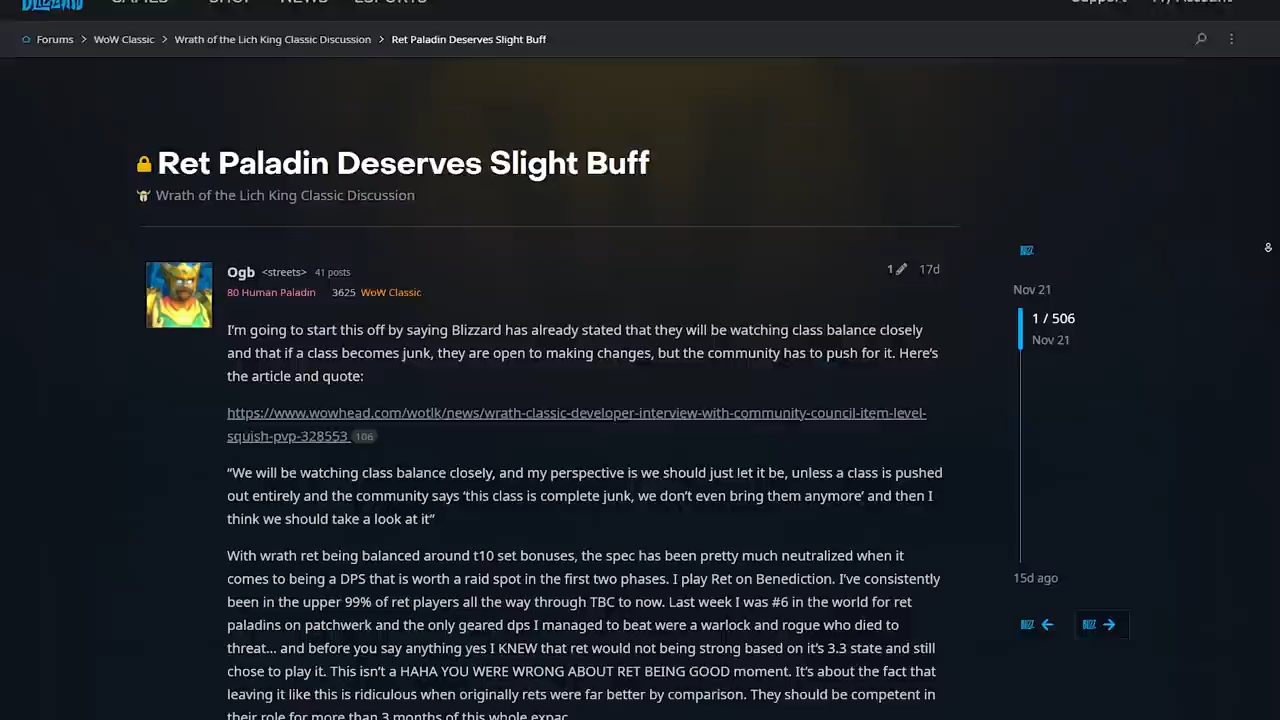 BLIZZARD GAMES SHOP NEWS ESPORTS Support My Account
Forums > WoW Classic > Wrath of the Lich King Classic Discussion > Ret Paladin Deserves Slight Buff
Ret Paladin Deserves Slight Buff
Wrath of the Lich King Classic Discussion
Ogb <streets> 41 posts
1 17d
80 Human Paladin 3625 WoW Classic
I’m going to start this off by saying Blizzard has already stated that they will be watching class balance closely
and that if a class becomes junk, they are open to making changes, but the community has to push for it. Here’s
the article and quote:
https://www.wowhead.com/wotlk/news/wrath-classic-developer-interview-with-community-council-item-level-
squish-pvp-328553 106
“We will be watching class balance closely, and my perspective is we should just let it be, unless a class is pushed
out entirely and the community says ‘this class is complete junk, we don’t even bring them anymore’ and then I
think we should take a look at it”
With wrath ret being balanced around t10 set bonuses, the spec has been pretty much neutralized when it
comes to being a DPS that is worth a raid spot in the first two phases. I play Ret on Benediction. I’ve consistently
been in the upper 99% of ret players all the way through TBC to now. Last week I was #6 in the world for ret
paladins on patchwerk and the only geared dps I managed to beat were a warlock and rogue who died to
threat… and before you say anything yes I KNEW that ret would not being strong based on it’s 3.3 state and still
chose to play it. This isn’t a HAHA YOU WERE WRONG ABOUT RET BEING GOOD moment. It’s about the fact that
leaving it like this is ridiculous when originally rets were far better by comparison. They should be competent in
their role for more than 3 months of this whole expac.
BLIZZ
Nov 21
1 / 506
Nov 21
15d ago
BLIZZ BLIZZ